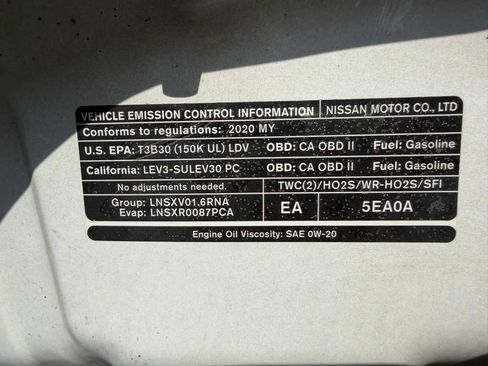 VEHICLE EMISSION CONTROL INFORMATION NISSAN MOTOR CO., LTD
Conforms to regulations: 2020 MY
U.S. EPA: T3B30 (150K UL) LDV OBD: CA OBD II Fuel: Gasoline
California: LEV3-SULEV30 PC OBD: CA OBD II Fuel: Gasoline
No adjustments needed. TWC(2)/HO2S/WR-HO2S/SFI
Group: LNSXV01.6RNA
Evap: LNSXR0087PCA
EA 5EA0A
Engine Oil Viscosity: SAE 0W-20